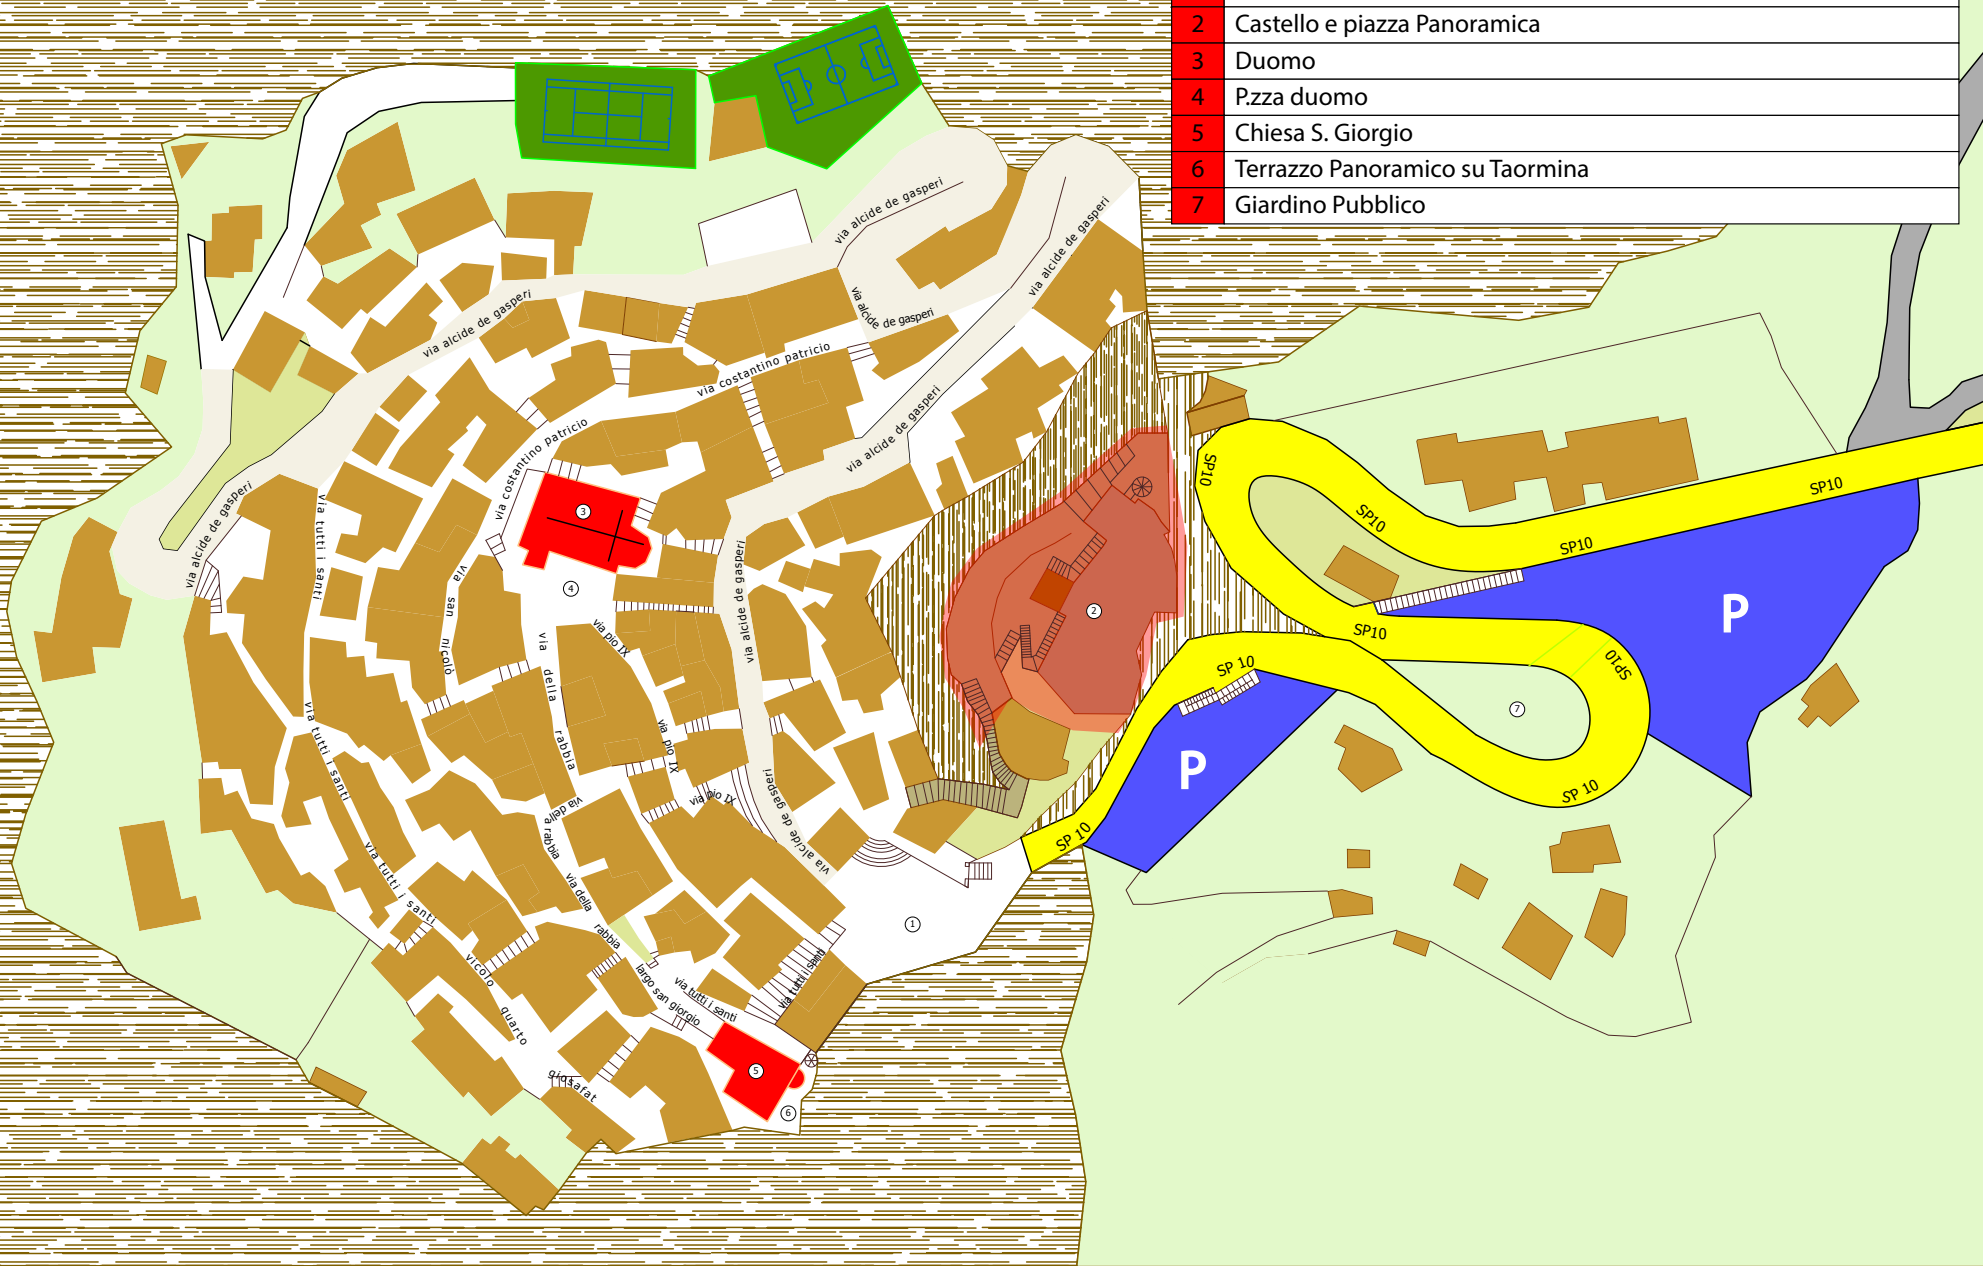 2 Castello e piazza Panoramica
3 Duomo
4 P.zza duomo
5 Chiesa S. Giorgio
6 Terrazzo Panoramico su Taormina
7 Giardino Pubblico
via alcide de gasperi
via alcide de gasperi
via alcide de gasperi
via alcide de gasperi
via costantino patricio
via alcide de gasperi
via alcide de gasperi
via costantino patricio
via alcide de gasperi
via tutti i santi
3
4
via san nicolò
via della rabbia
via pio IX
via alcide de gasperi
2
SP10
SP10
SP10
SP10
SP10
SP 10
SP10
P
7
via tutti i santi
via pio IX
via pio IX
via alcide de gasperi
P
SP 10
SP 10
via della rabbia
via tutti i santi
via della rabbia
1
vicolo quarto
largo san giorgio
via tutti i santi
via tutti i santi
giosafat
5
6